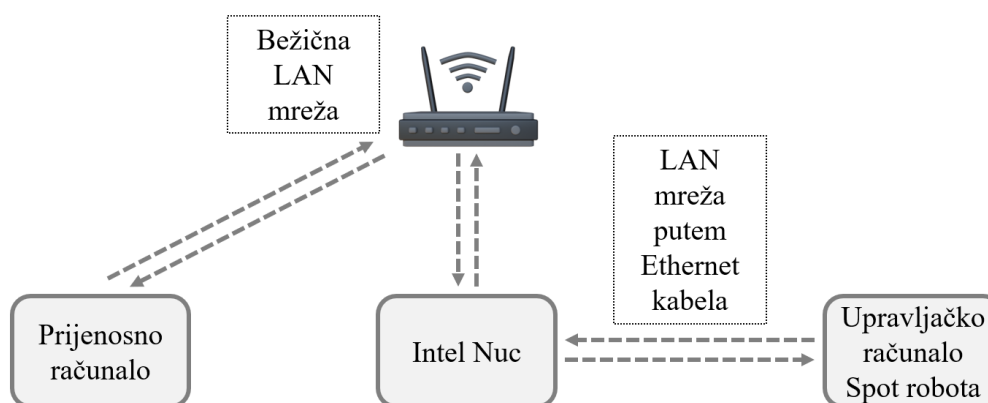 Bežična
LAN
mreža
LAN
mreža
putem
Ethernet
kabela
Prijenosno
računalo
Intel Nuc
Upravljačko
računalo
Spot robota